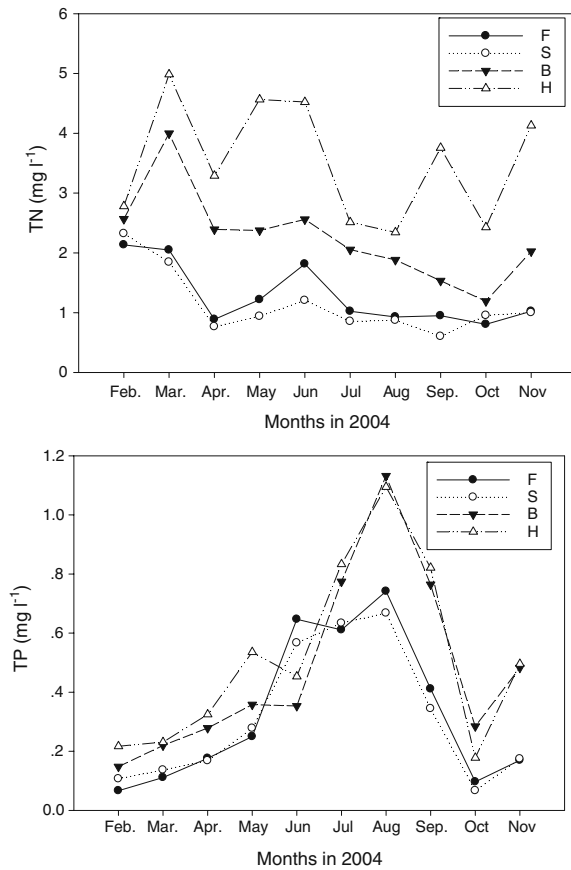 6
5
4
3
2
1
0
TN (mg l-1)
F
S
B
H
Feb. Mar. Apr. May Jun Jul Aug Sep. Oct Nov
Months in 2004
1.2
1.0
.8
.6
.4
.2
0.0
TP (mg l-1)
F
S
B
H
Feb. Mar. Apr. May Jun Jul Aug Sep. Oct Nov
Months in 2004